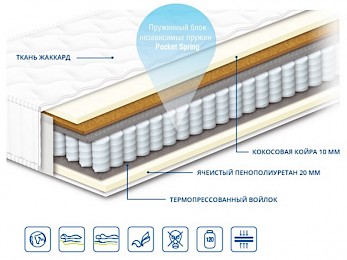 Пружинный блок
независимых пружин
Pocket Spring
ТКАНЬ ЖАККАРД
КОКОСОВАЯ КОЙРА 10 ММ
ЯЧЕИСТЫЙ ПЕНОПОЛИУРЕТАН 20 ММ
ТЕРМОПРЕССОВАННЫЙ ВОЙЛОК
120